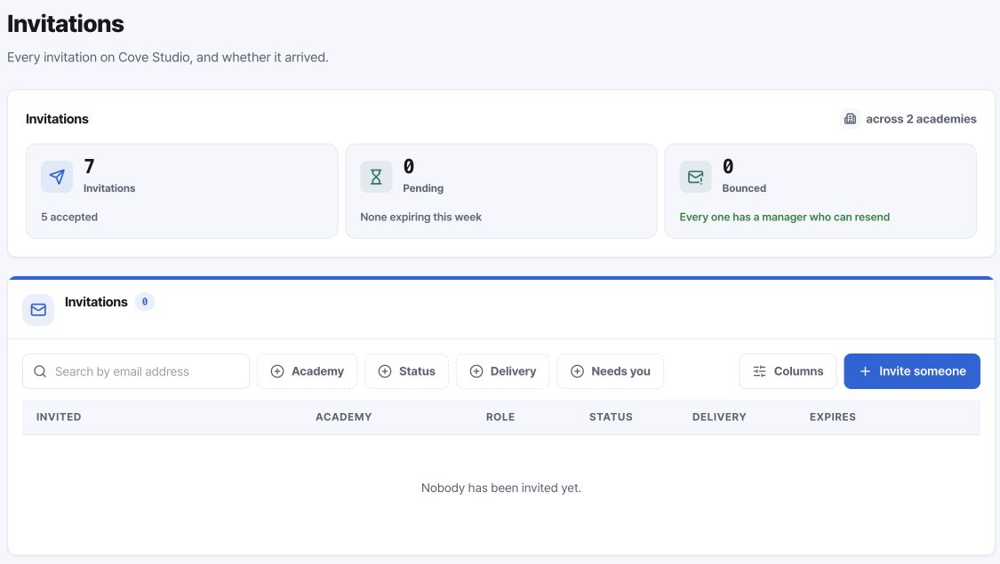 Invitations
Every invitation on Cove Studio, and whether it arrived.
Invitations
across 2 academies
7
Invitations
5 accepted
0
Pending
None expiring this week
0
Bounced
Every one has a manager who can resend
Invitations 0
Search by email address
Academy
Status
Delivery
Needs you
Columns
Invite someone
INVITED ACADEMY ROLE STATUS DELIVERY EXPIRES
Nobody has been invited yet.